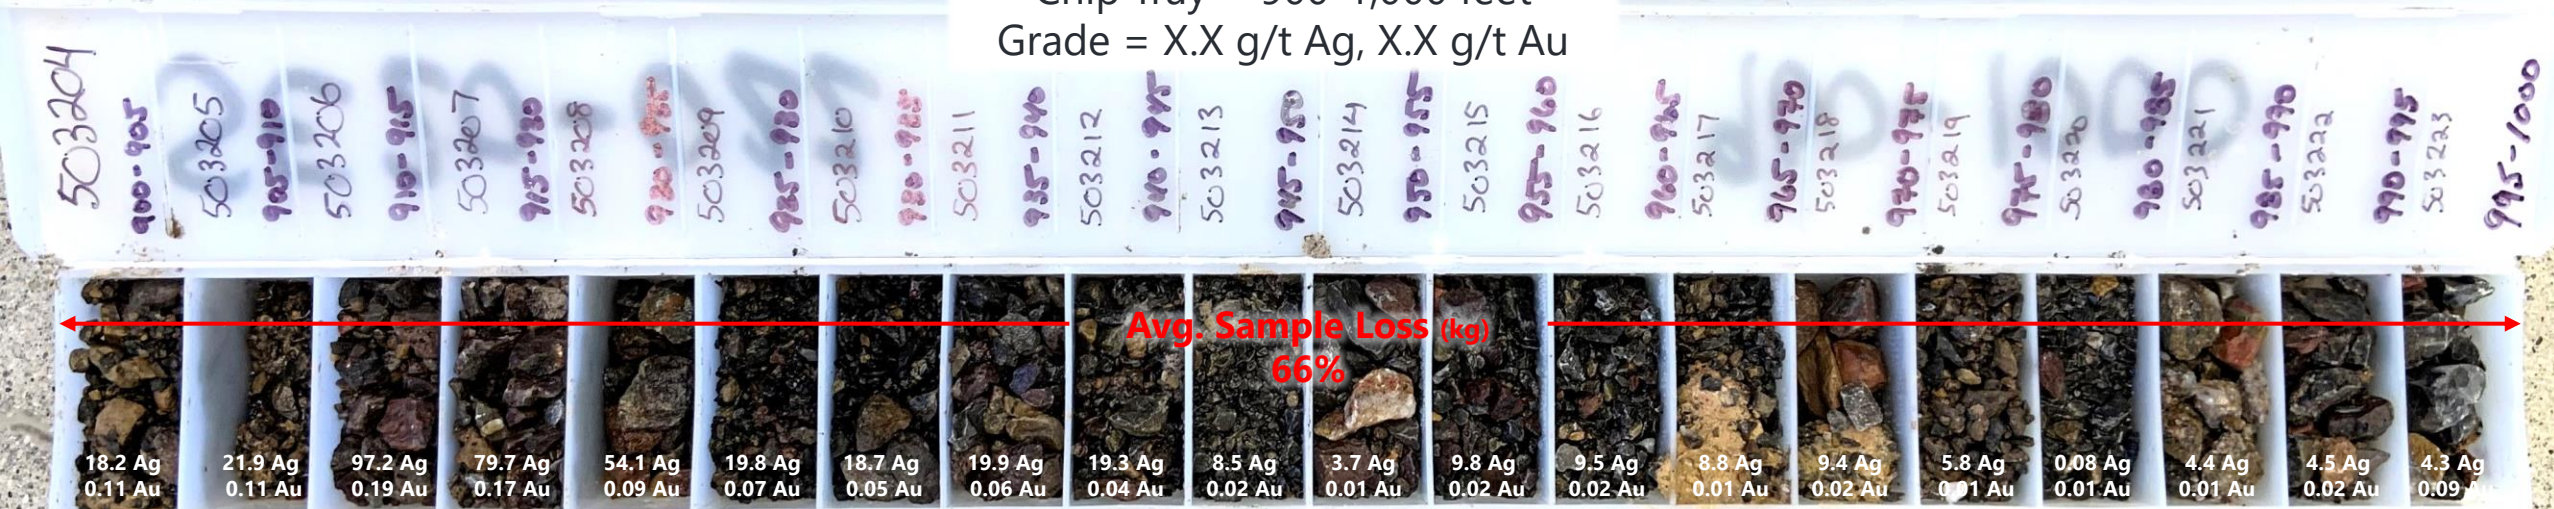 Grade = X.X g/t Ag, X.X g/t Au
503204
900-905
503205
905-910
503206
910-915
503207
915-920
503208
920-925
503209
925-930
503210
930-935
503211
935-940
503212
940-945
503213
945-950
503214
950-955
503215
955-960
503216
960-965
503217
965-970
503218
970-975
503219
975-980
503220
980-985
503221
985-990
503222
990-995
503223
995-1000
Avg. Sample Loss (kg)
66%
18.2 Ag
0.11 Au
21.9 Ag
0.11 Au
97.2 Ag
0.19 Au
79.7 Ag
0.17 Au
54.1 Ag
0.09 Au
19.8 Ag
0.07 Au
18.7 Ag
0.05 Au
19.9 Ag
0.06 Au
19.3 Ag
0.04 Au
8.5 Ag
0.02 Au
3.7 Ag
0.01 Au
9.8 Ag
0.02 Au
9.5 Ag
0.02 Au
8.8 Ag
0.01 Au
9.4 Ag
0.02 Au
5.8 Ag
0.01 Au
0.08 Ag
0.01 Au
4.4 Ag
0.01 Au
4.5 Ag
0.02 Au
4.3 Ag
0.09 Au